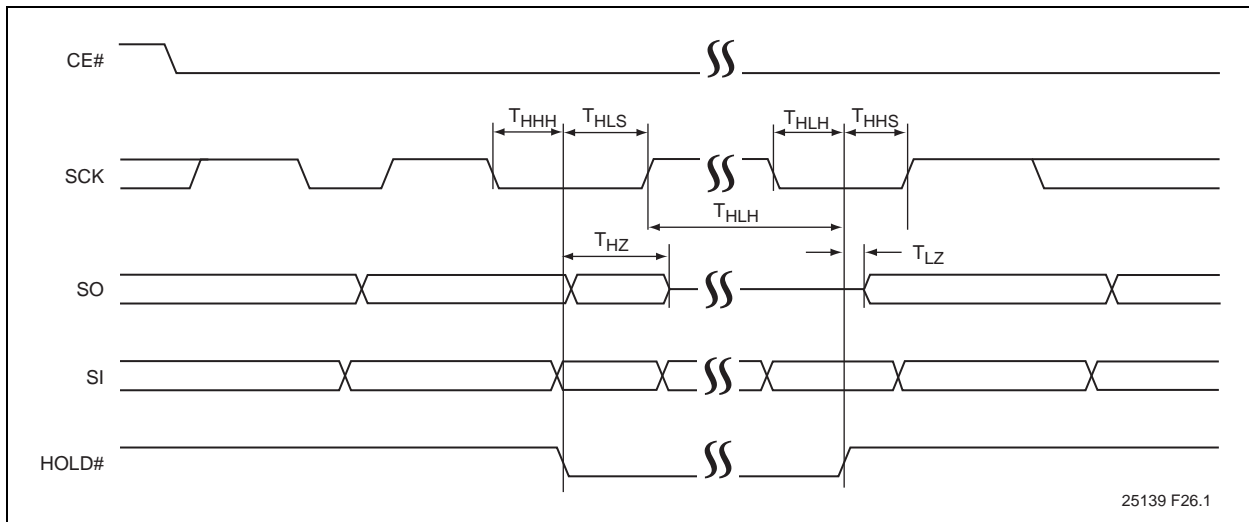 CE#
THHH THLS THLH THHS
SCK
THLH
THZ
TLZ
SO
SI
HOLD#
25139 F26.1